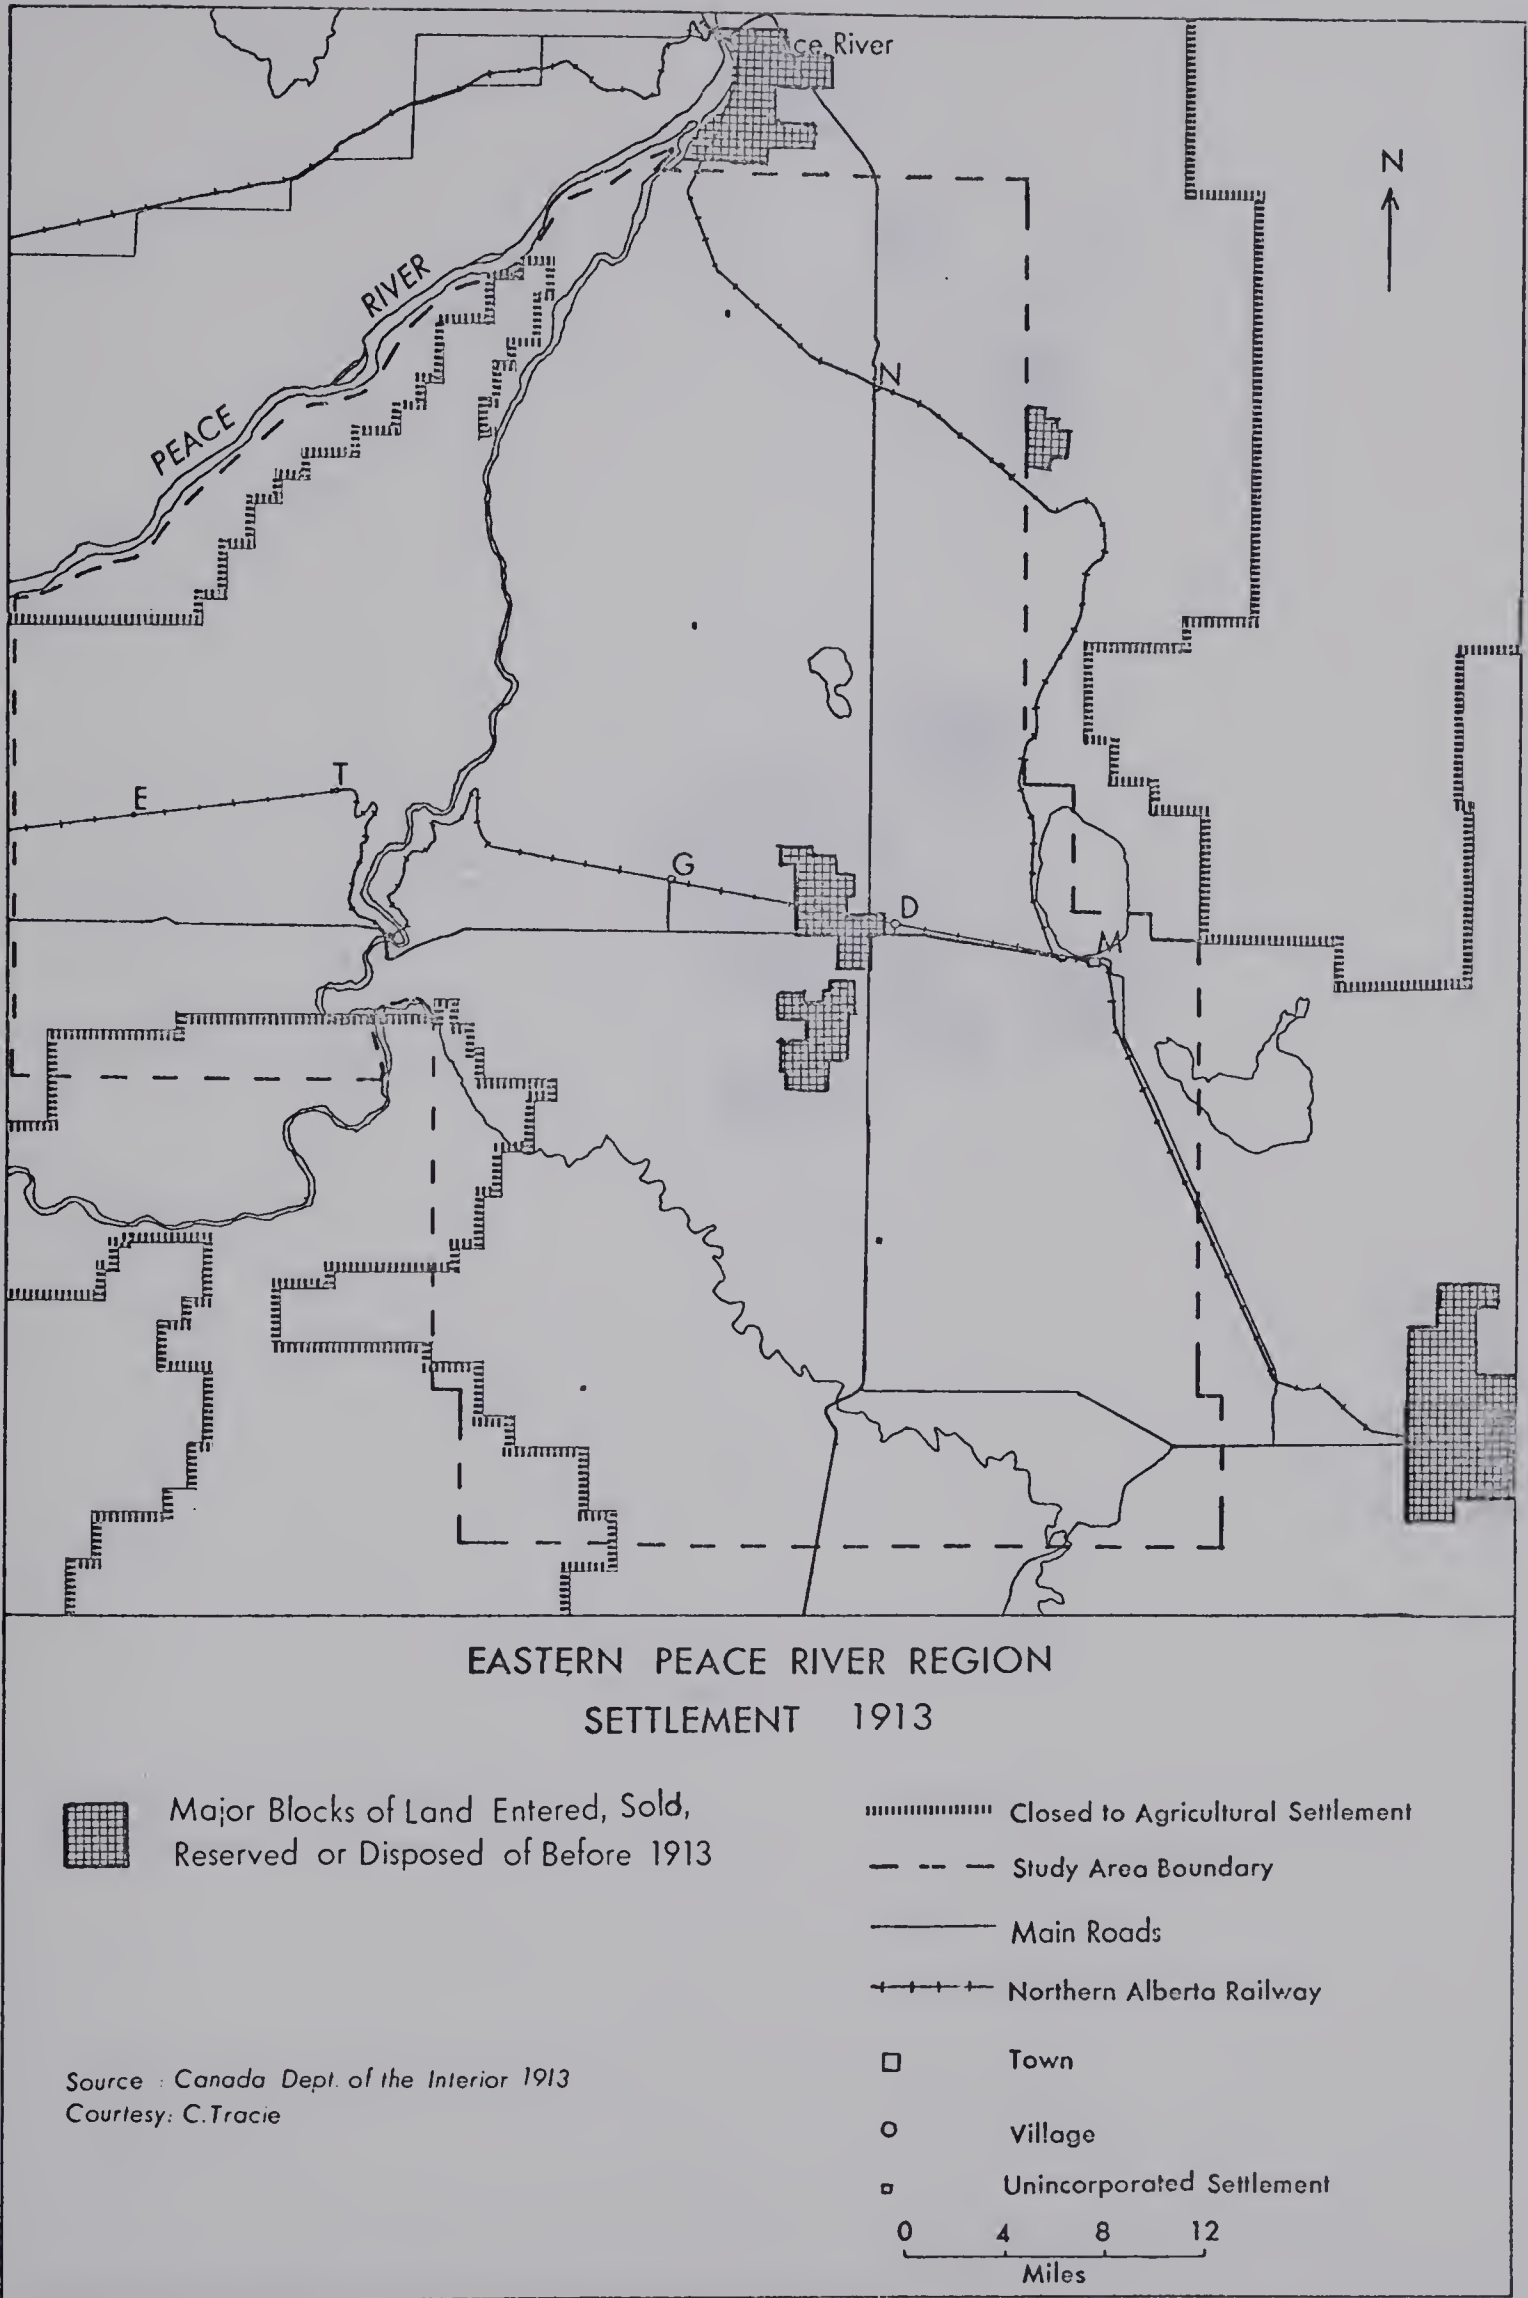 ce River
N
RIVER
N
PEACE
T
E
G
D
M
EASTERN PEACE RIVER REGION
SETTLEMENT 1913
Major Blocks of Land Entered, Sold,
Reserved or Disposed of Before 1913
Closed to Agricultural Settlement
Study Area Boundary
Main Roads
Northern Alberta Railway
Town
Village
Unincorporated Settlement
Source : Canada Dept. of the Interior 1913
Courtesy: C.Tracie
0 4 8 12
Miles